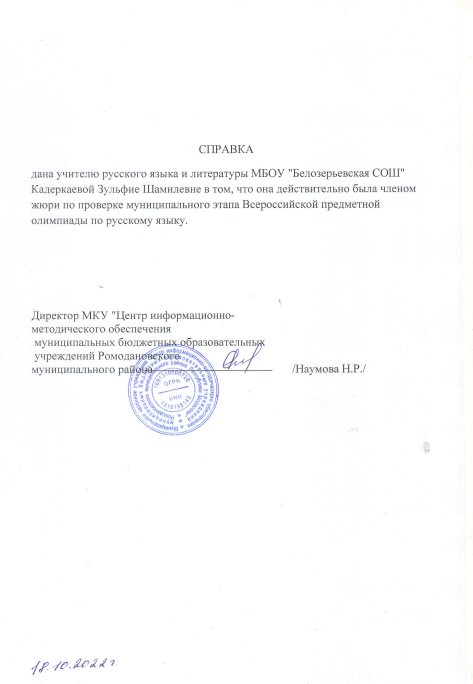 СПРАВКА
дана учителю русского языка и литературы МБОУ "Белозерьевская СОШ"
Кадеркаевой Зульфие Шамилевне в том, что она действительно была членом
жюри по проверке муниципального этапа Всероссийской предметной
олимпиады по русскому языку.
Директор МКУ "Центр информационно-
методического обеспечения
муниципальных бюджетных образовательных
учреждений Ромодановского
муниципального района /Наумова Н.Р./
ОГРН
ИНН
18.10.2022г.